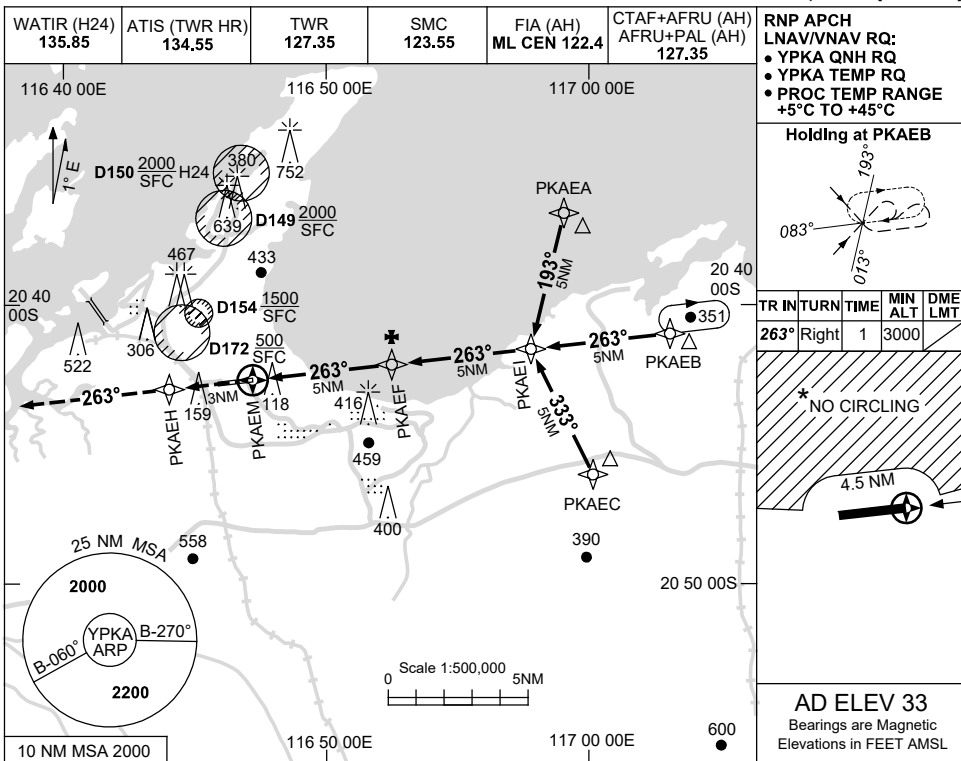 WATIR (H24)
135.85
ATIS (TWR HR)
134.55
TWR
127.35
SMC
123.55
FIA (AH)
ML CEN 122.4
CTAF+AFRU (AH)
AFRU+PAL (AH)
127.35
RNP APCH
LNAV/VNAV RQ:
• YPKA QNH RQ
• YPKA TEMP RQ
• PROC TEMP RANGE
+5°C TO +45°C
Holding at PKAEB
193°
083°
013°
TR IN TURN TIME MIN ALT DME LMT
263° Right 1 3000
* NO CIRCLING
4.5 NM
AD ELEV 33
Bearings are Magnetic
Elevations in FEET AMSL
116 40 00E
116 50 00E
117 00 00E
1° E
D150 2000 SFC H24
380
752
639
D149 2000 SFC
PKAEA
467
433
193°
5NM
20 40 00S
20 40 00S
D154 1500 SFC
351
306
D172 500 SFC
522
263°
5NM
PKAEB
263°
5NM
263°
5NM
263°
3NM
159
118
416
PKAEH
PKAEM
PKAEF
PKAEI
333°
5NM
459
PKAEC
400
558
390
25 NM MSA
2000
YPKA
ARP
B-270°
B-060°
2200
20 50 00S
Scale 1:500,000
0 5NM
600
10 NM MSA 2000
116 50 00E
117 00 00E